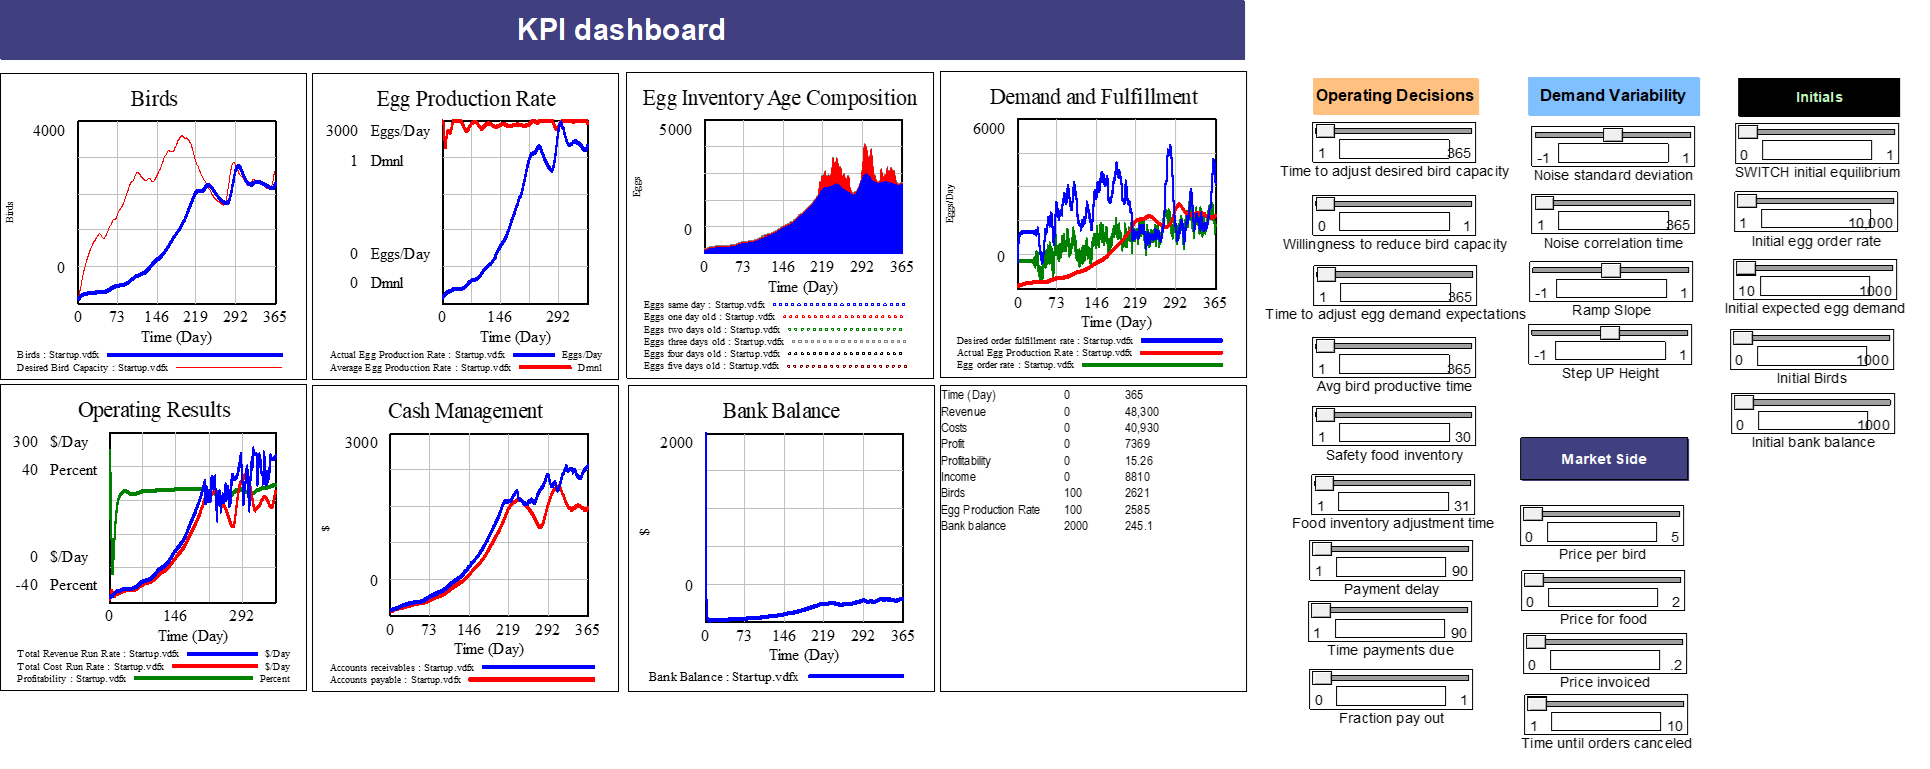 KPI dashboard
Birds
4000
0
Birds
0 73 146 219 292 365
Time (Day)
Birds : Startup.vdfx
Desired Bird Capacity : Startup.vdfx
Egg Production Rate
3000 Eggs/Day
1 Dmnl
0 Eggs/Day
0 Dmnl
0 146 292
Time (Day)
Actual Egg Production Rate : Startup.vdfx Eggs/Day
Average Egg Production Rate : Startup.vdfx Dmnl
Egg Inventory Age Composition
5000
0
Eggs
0 73 146 219 292 365
Time (Day)
Eggs same day : Startup.vdfx
Eggs one day old : Startup.vdfx
Eggs two days old : Startup.vdfx
Eggs three days old : Startup.vdfx
Eggs four days old : Startup.vdfx
Eggs five days old : Startup.vdfx
Demand and Fulfillment
6000
0
Eggs/Day
0 73 146 219 292 365
Time (Day)
Desired order fulfillment rate : Startup.vdfx
Actual Egg Production Rate : Startup.vdfx
Egg order rate : Startup.vdfx
Operating Results
300 $/Day
40 Percent
0 $/Day
-40 Percent
0 146 292
Time (Day)
Total Revenue Run Rate : Startup.vdfx $/Day
Total Cost Run Rate : Startup.vdfx $/Day
Profitability : Startup.vdfx Percent
Cash Management
3000
0
$
0 73 146 219 292 365
Time (Day)
Accounts receivables : Startup.vdfx
Accounts payable : Startup.vdfx
Bank Balance
2000
0
$
0 73 146 219 292 365
Time (Day)
Bank Balance : Startup.vdfx
Time (Day) 0 365
Revenue 0 48,300
Costs 0 40,930
Profit 0 7369
Profitability 0 15.26
Income 0 8810
Birds 100 2621
Egg Production Rate 100 2585
Bank balance 2000 245.1
Operating Decisions
1 365
Time to adjust desired bird capacity
0 1
Willingness to reduce bird capacity
1 365
Time to adjust egg demand expectations
1 365
Avg bird productive time
1 30
Safety food inventory
1 31
Food inventory adjustment time
1 90
Payment delay
1 90
Time payments due
0 1
Fraction pay out
Demand Variability
-1 1
Noise standard deviation
1 365
Noise correlation time
-1 1
Ramp Slope
-1 1
Step UP Height
Market Side
0 5
Price per bird
0 2
Price for food
0 .2
Price invoiced
1 10
Time until orders canceled
Initials
0 1
SWITCH initial equilibrium
1 10,000
Initial egg order rate
10 1000
Initial expected egg demand
0 1000
Initial Birds
0 1000
Initial bank balance